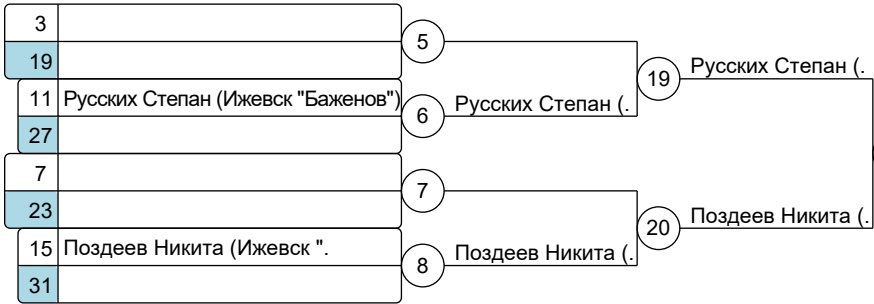 3
5
19
19
Русских Степан (.
11 Русских Степан (Ижевск "Баженов")
6
Русских Степан (.
27
7
7
23
20
Поздеев Никита (.
15 Поздеев Никита (Ижевск ".
8
Поздеев Никита (.
31